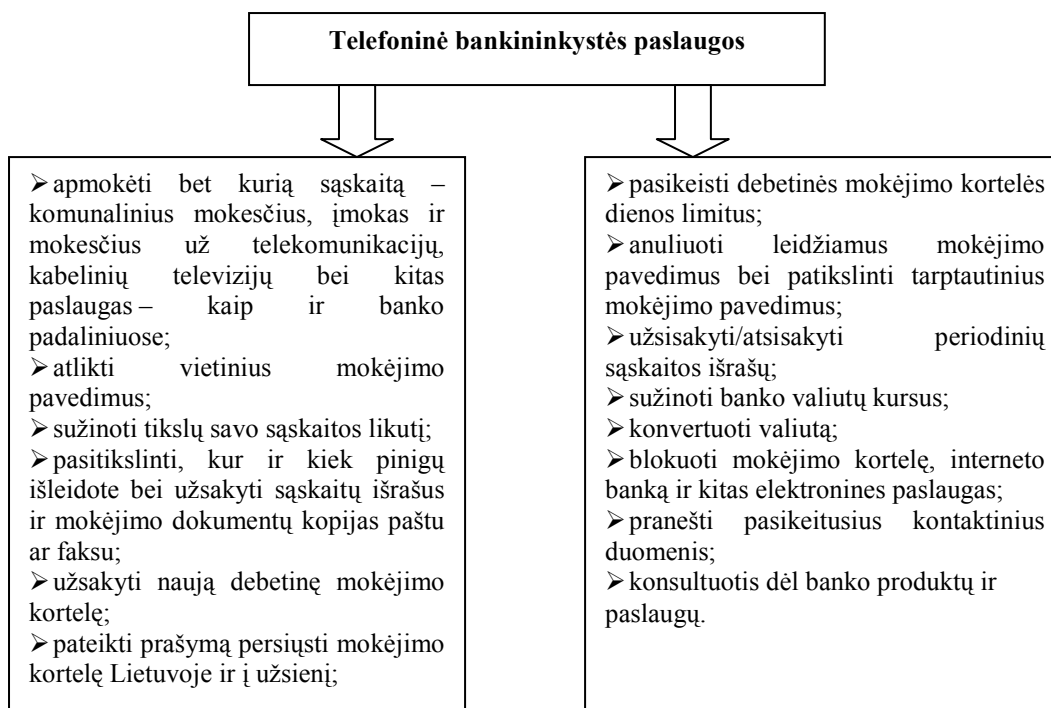 Telefoninė bankininkystės paslaugos
➢ apmokėti bet kurią sąskaitą –
komunalinius mokesčius, įmokas ir
mokesčius už telekomunikacijų,
kabelinių televizijų bei kitas
paslaugas – kaip ir banko
padaliniuose;
➢ atlikti vietinius mokėjimo
pavedimus;
➢ sužinoti tikslų savo sąskaitos likutį;
➢ pasitikslinti, kur ir kiek pinigų
išleidote bei užsakyti sąskaitų išrašus
ir mokėjimo dokumentų kopijas paštu
ar faksu;
➢ užsakyti naują debetinę mokėjimo
kortelę;
➢ pateikti prašymą persiųsti mokėjimo
kortelę Lietuvoje ir į užsienį;
➢ pasikeisti debetinės mokėjimo kortelės
dienos limitus;
➢ anuliuoti leidžiamus mokėjimo
pavedimus bei patikslinti tarptautinius
mokėjimo pavedimus;
➢ užsisakyti/atsisakyti periodinių
sąskaitos išrašų;
➢ sužinoti banko valiutų kursus;
➢ konvertuoti valiutą;
➢ blokuoti mokėjimo kortelę, interneto
banką ir kitas elektronines paslaugas;
➢ pranešti pasikeitusius kontaktinius
duomenis;
➢ konsultuotis dėl banko produktų ir
paslaugų.